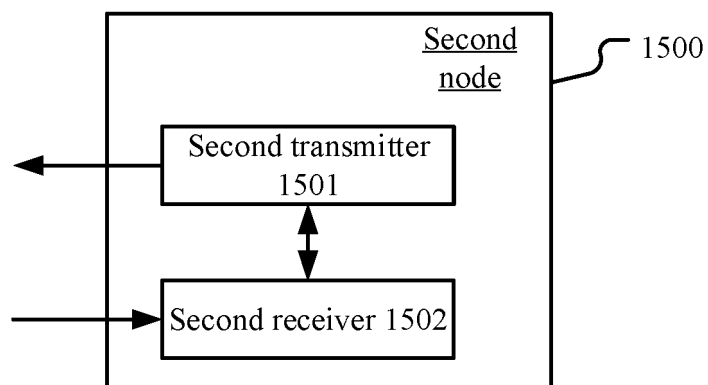 Second
node
1500
Second transmitter
1501
Second receiver 1502